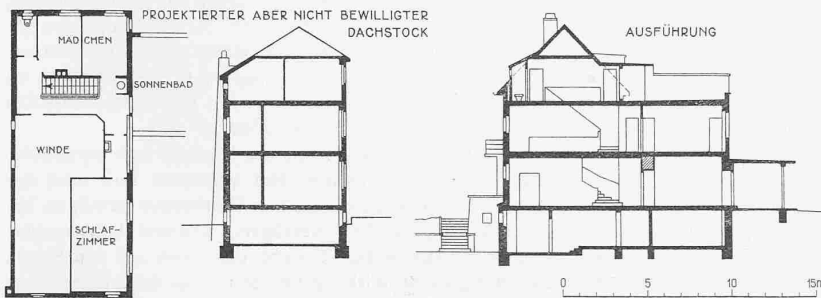 PROJEKTIERTER ABER NICHT BEWILLIGTER
DACHSTOCK
AUSFÜHRUNG
MÄDCHEN
SONNENBAD
WINDE
SCHLAF-
ZIMMER
0 5 10 15m